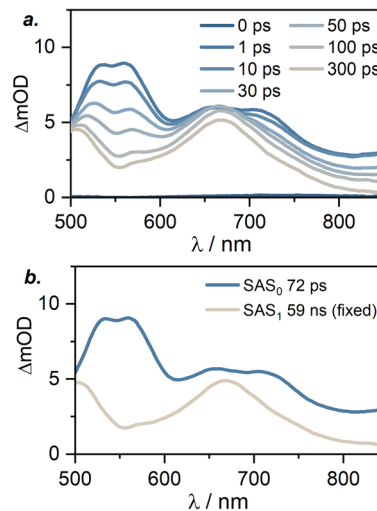 a.
0 ps 50 ps
1 ps 100 ps
10 ps 300 ps
30 ps
ΔmOD
10
5
0
500 600 700 800
λ / nm
b.
SAS₀ 72 ps
SAS₁ 59 ns (fixed)
ΔmOD
10
5
0
500 600 700 800
λ / nm